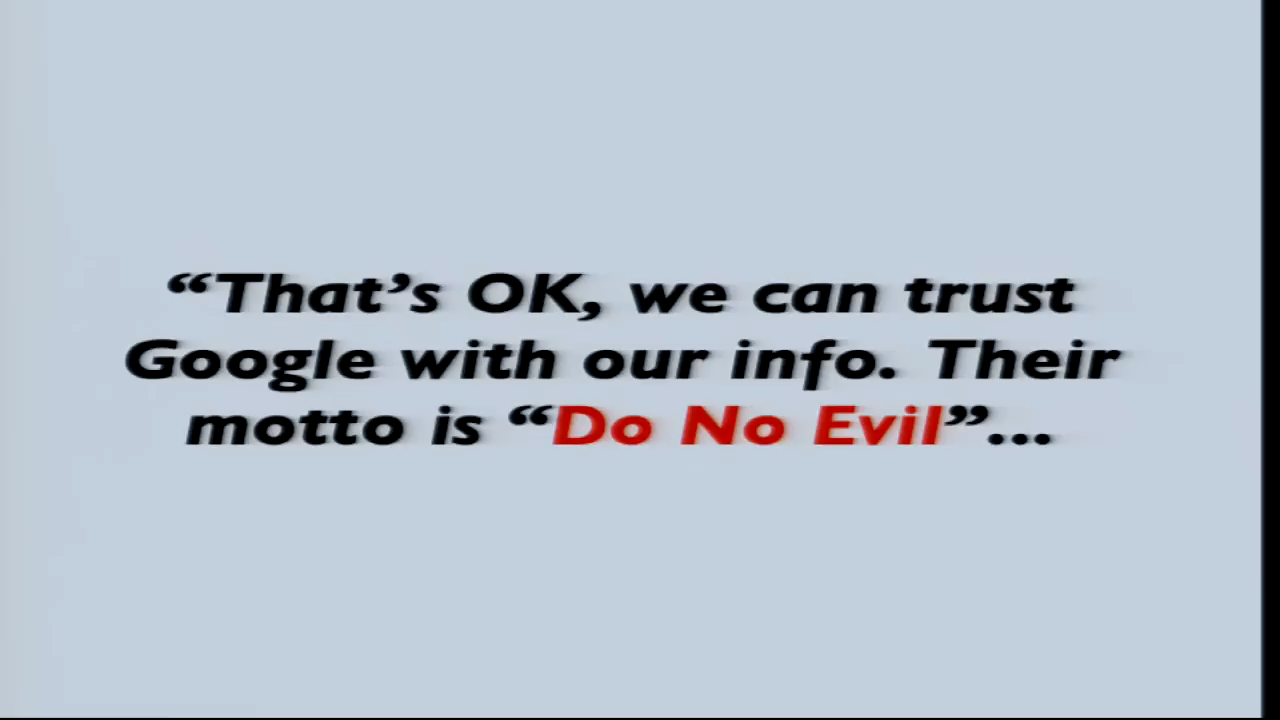 “That’s OK, we can trust
Google with our info. Their
motto is “Do No Evil”...